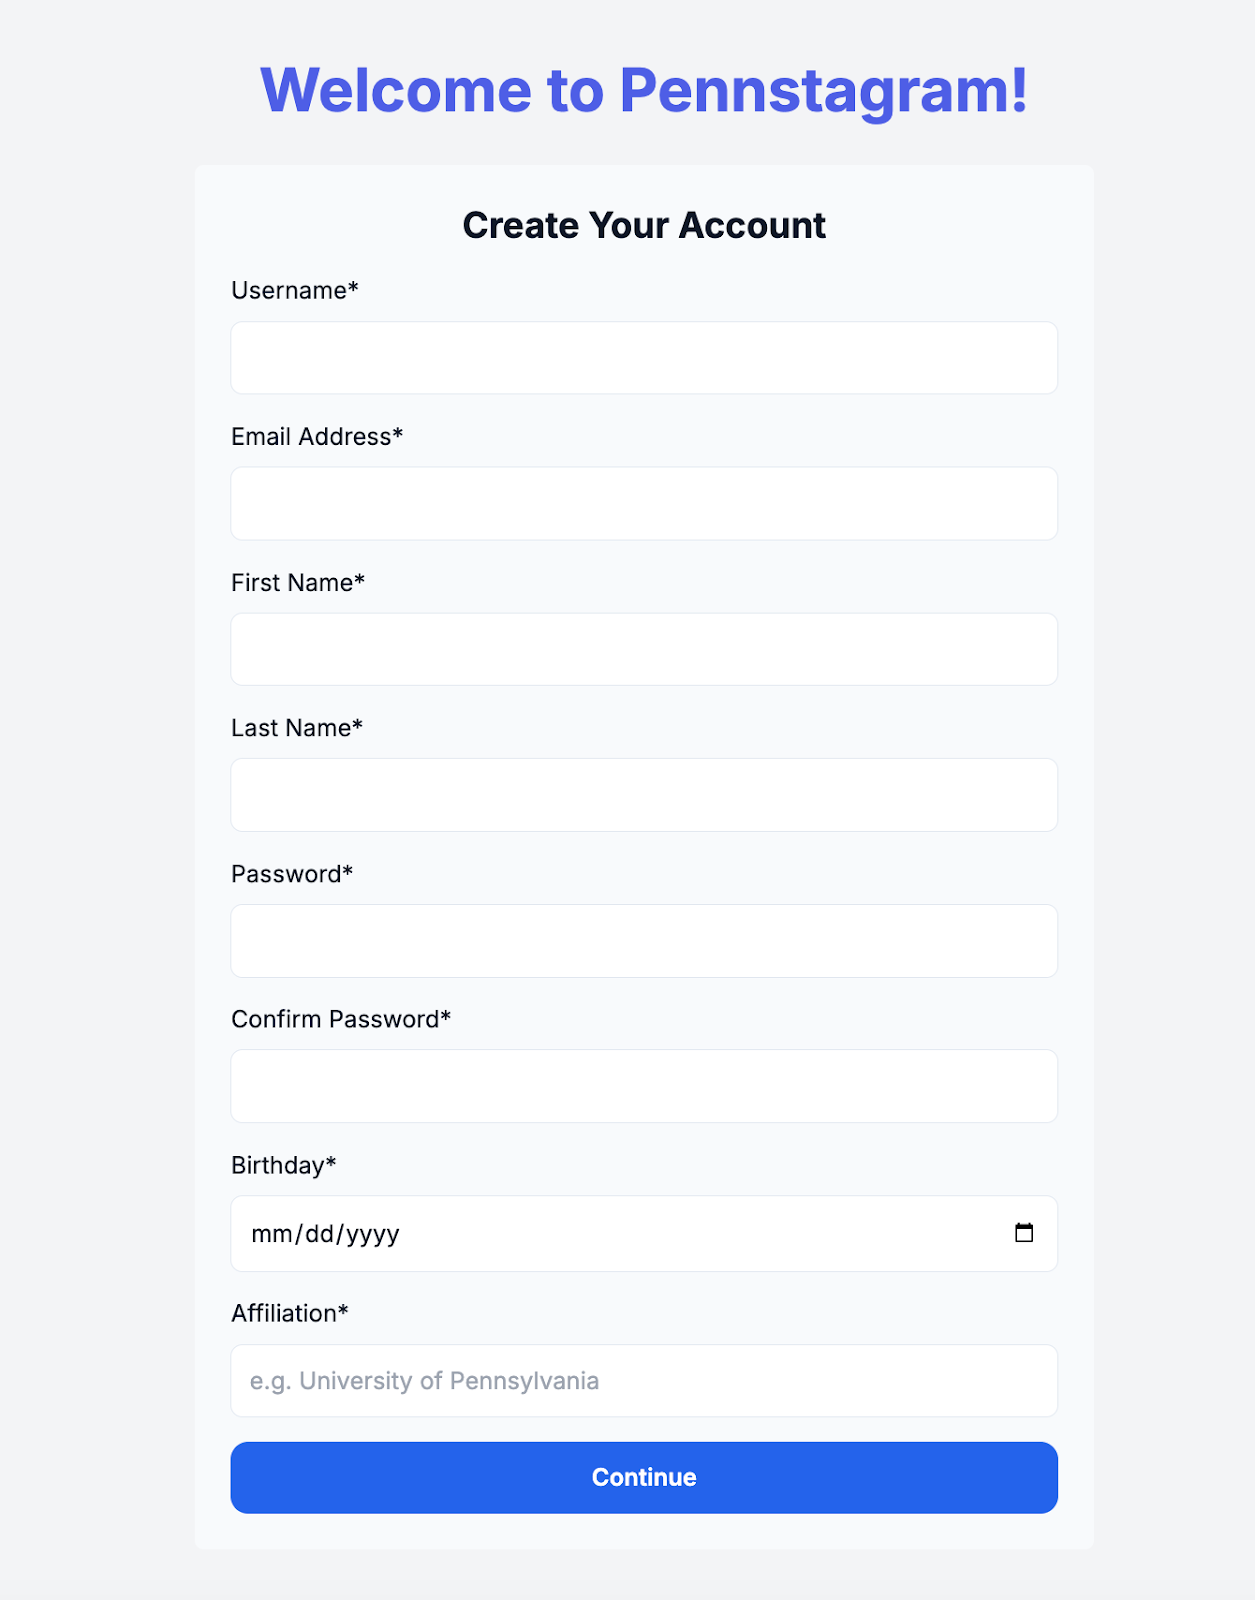 Welcome to Pennstagram!
Create Your Account
Username*
Email Address*
First Name*
Last Name*
Password*
Confirm Password*
Birthday*
mm/dd/yyyy
Affiliation*
e.g. University of Pennsylvania
Continue